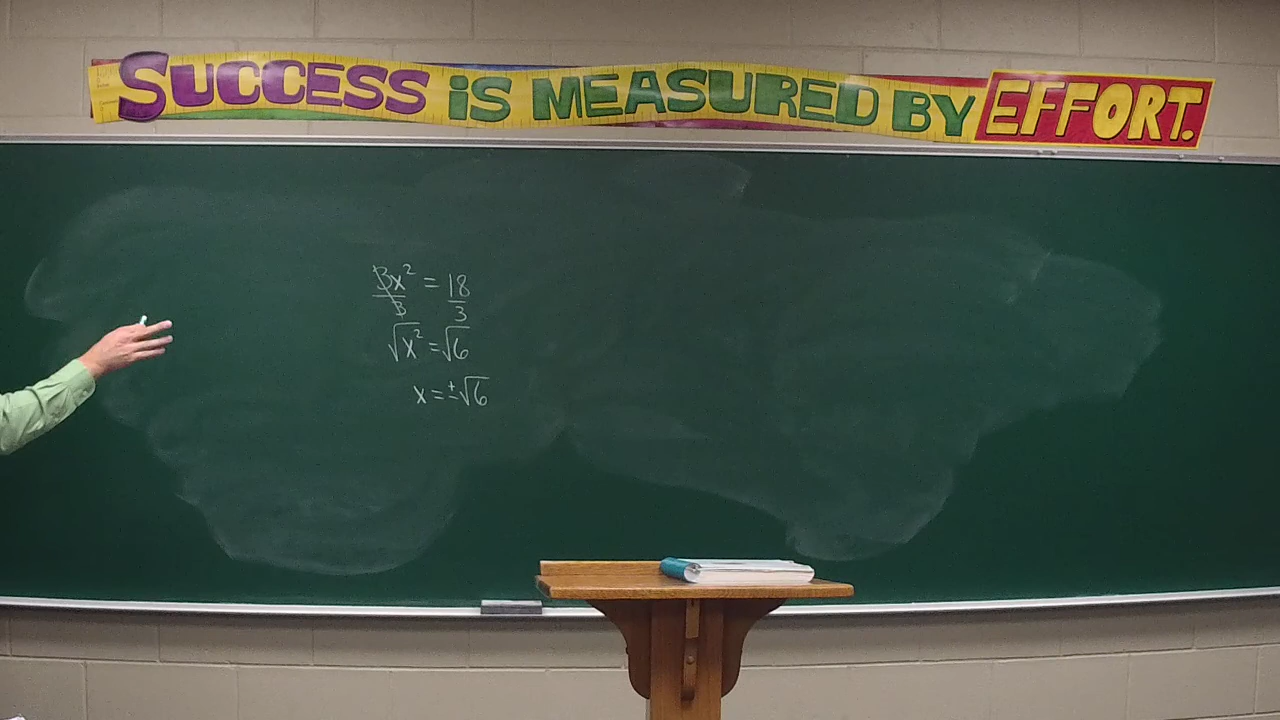 SUCCESS IS MEASURED BY EFFORT.
3x² = 18
3 3
√x² = √6
x = ±√6